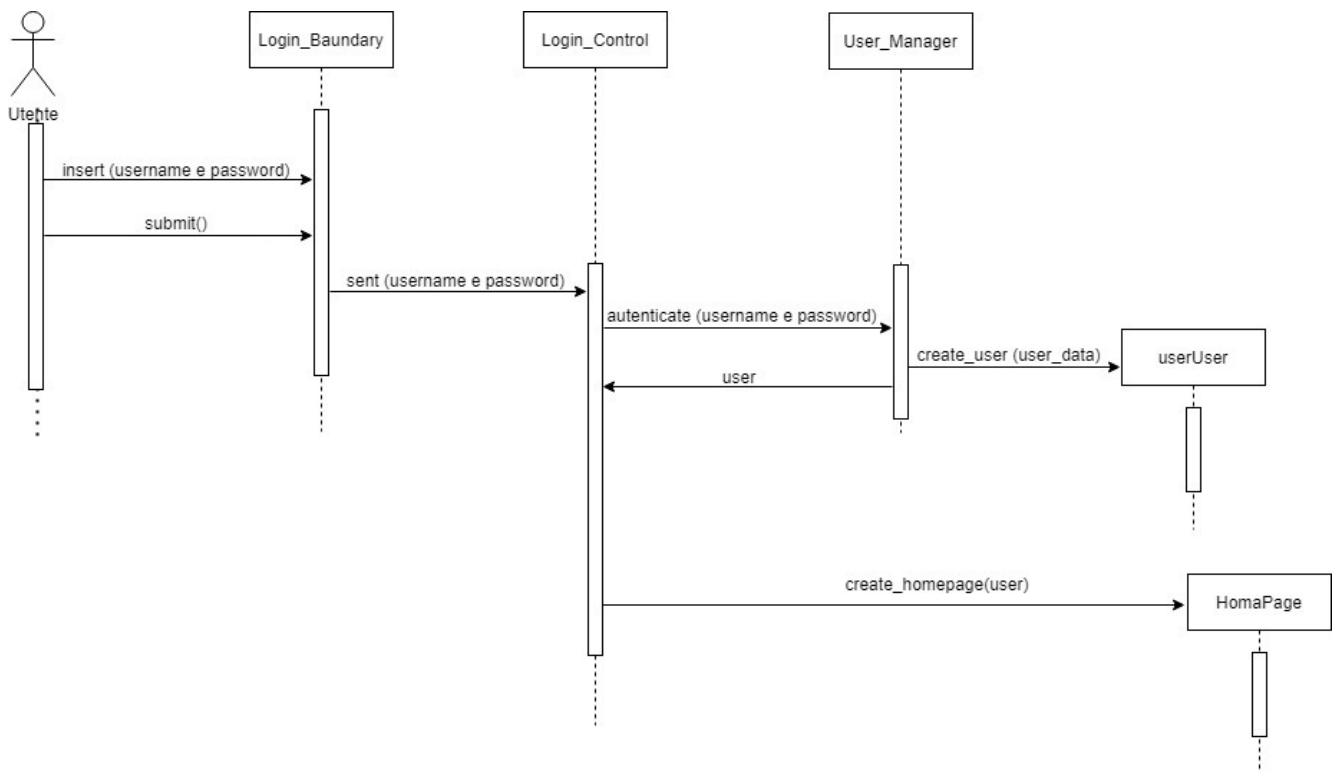 Login_Baundary
Login_Control
User_Manager
Utente
insert (username e password)
submit()
sent (username e password)
autenticate (username e password)
create_user (user_data)
userUser
user
create_homepage(user)
HomaPage